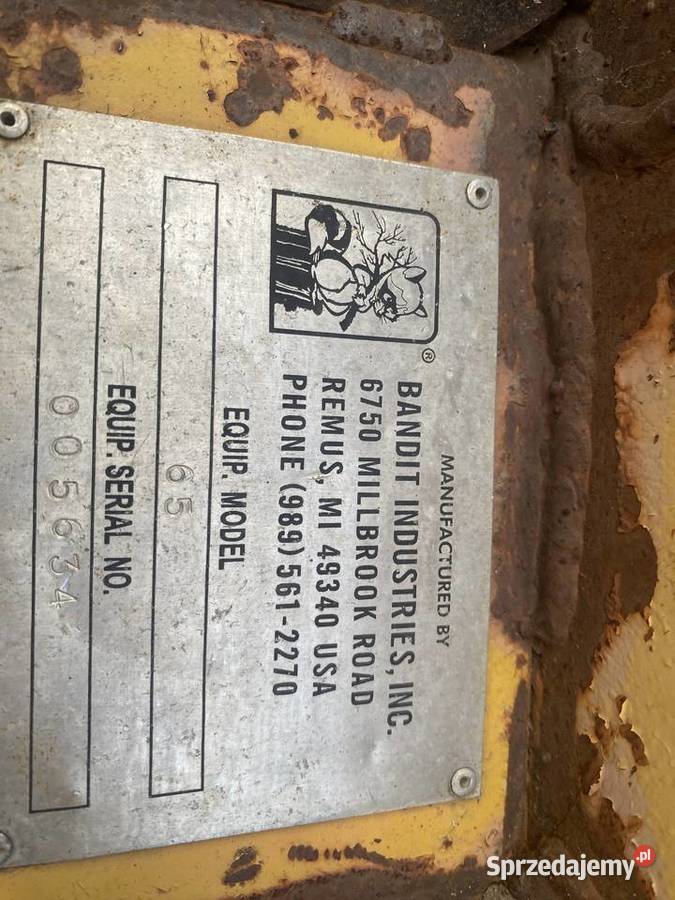 ®
MANUFACTURED BY
BANDIT INDUSTRIES, INC.
6750 MILLBROOK ROAD
REMUS, MI 49340 USA
PHONE (989) 561-2270
EQUIP. MODEL
65
EQUIP. SERIAL NO.
005634
Sprzedajemy.pl